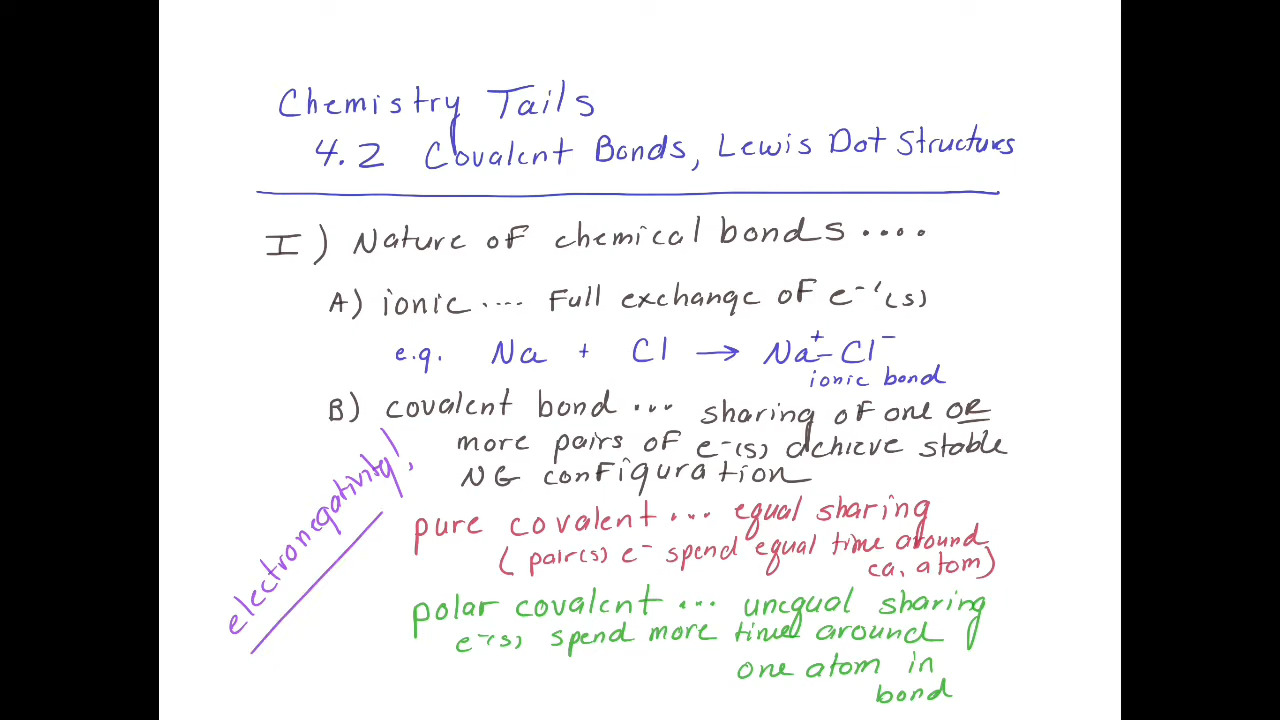 Chemistry Tails
4.2 Covalent Bonds, Lewis Dot Structures
I) Nature of chemical bonds ....
A) ionic .... Full exchange of e-'(s)
e.g. Na + Cl → Na+–Cl-
ionic bond
B) covalent bond ... sharing of one OR
more pairs of e-(s) achieve stable
NG configuration
electronegativity!
pure covalent ... equal sharing
(pair(s) e- spend equal time around
ea. atom)
polar covalent ... unequal sharing
e-(s) spend more time around
one atom in
bond